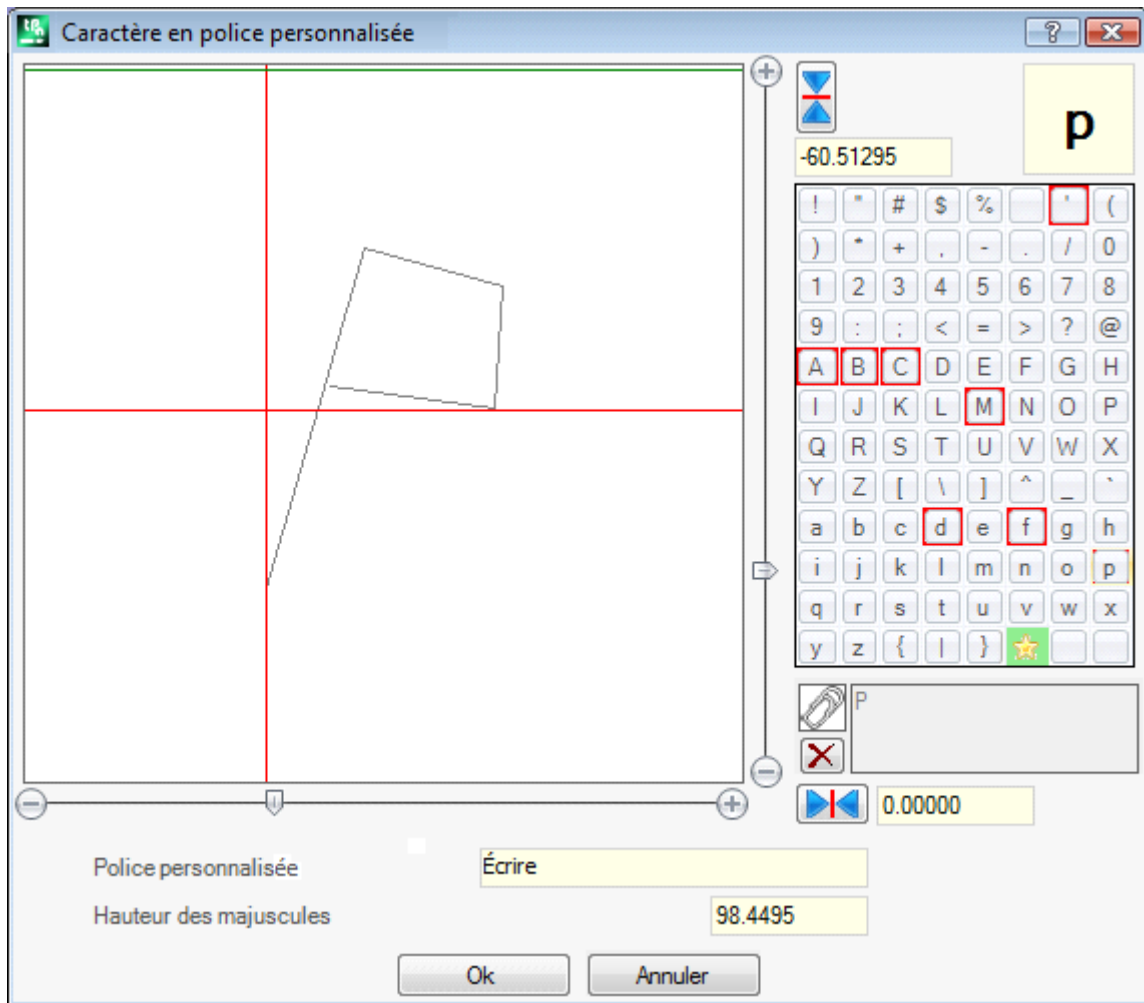 Caractère en police personnalisée
p
-60.51295
! " # $ % ' (
) * + , - . / 0
1 2 3 4 5 6 7 8
9 : ; < = > ? @
A B C D E F G H
I J K L M N O P
Q R S T U V W X
Y Z [ \ ] ^ _ `
a b c d e f g h
i j k l m n o p
q r s t u v w x
y z { | }
P
0.00000
Police personnalisée Écrire
Hauteur des majuscules 98.4495
Ok Annuler